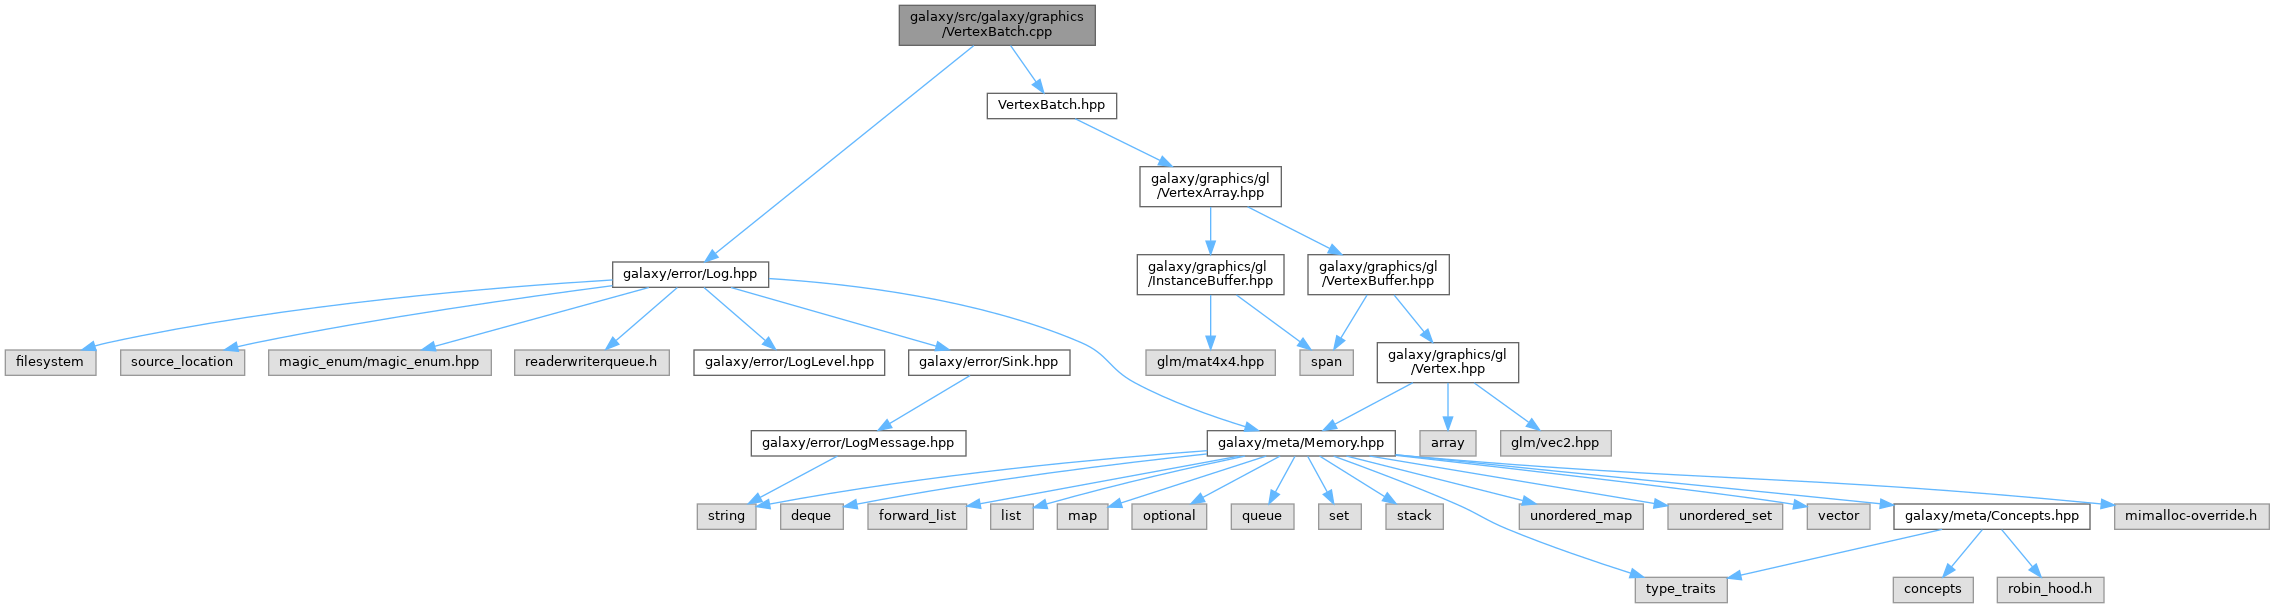 galaxy/src/galaxy/graphics
/VertexBatch.cpp
VertexBatch.hpp
galaxy/graphics/gl
/VertexArray.hpp
galaxy/error/Log.hpp
galaxy/graphics/gl
/InstanceBuffer.hpp
galaxy/graphics/gl
/VertexBuffer.hpp
filesystem
source_location
magic_enum/magic_enum.hpp
readerwriterqueue.h
galaxy/error/LogLevel.hpp
galaxy/error/Sink.hpp
glm/mat4x4.hpp
span
galaxy/graphics/gl
/Vertex.hpp
galaxy/error/LogMessage.hpp
galaxy/meta/Memory.hpp
array
glm/vec2.hpp
string
deque
forward_list
list
map
optional
queue
set
stack
unordered_map
unordered_set
vector
galaxy/meta/Concepts.hpp
mimalloc-override.h
type_traits
concepts
robin_hood.h